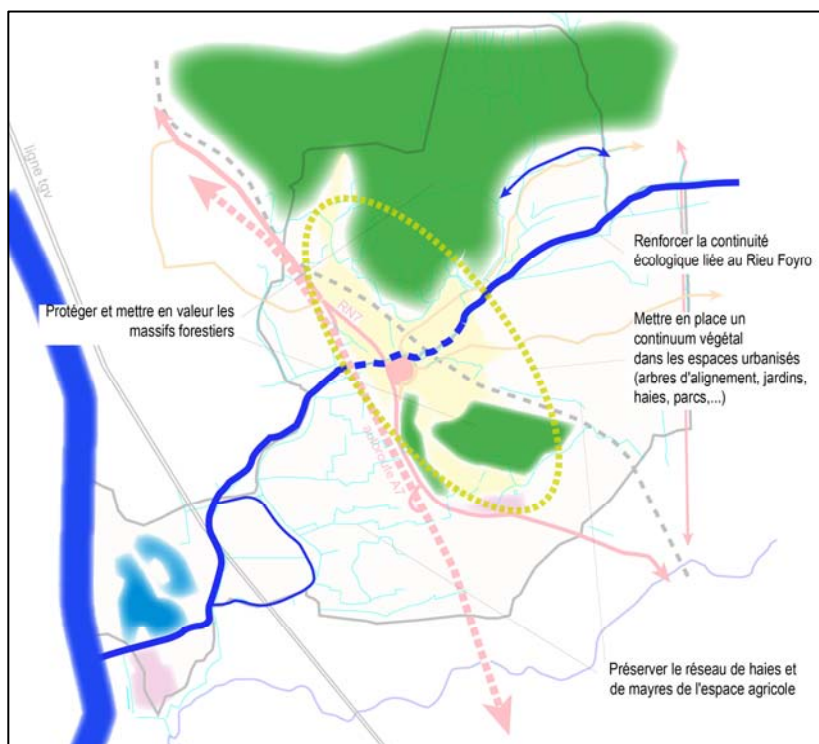 ligne tgv
Renforcer la continuité
écologique liée au Rieu Foyro
Protéger et mettre en valeur les
massifs forestiers
RN7
Mettre en place un
continuum végétal
dans les espaces urbanisés
(arbres d'alignement, jardins,
haies, parcs,...)
autoroute A7
Préserver le réseau de haies et
de mayres de l'espace agricole